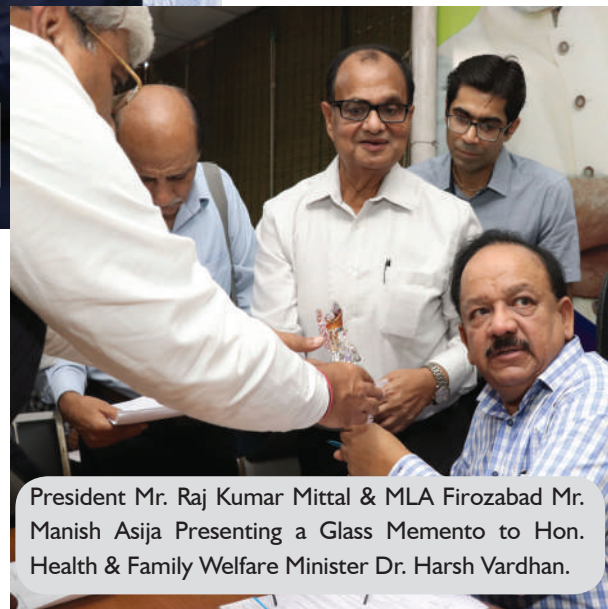 President Mr. Raj Kumar Mittal & MLA Firozabad Mr.
Manish Asija Presenting a Glass Memento to Hon.
Health & Family Welfare Minister Dr. Harsh Vardhan.